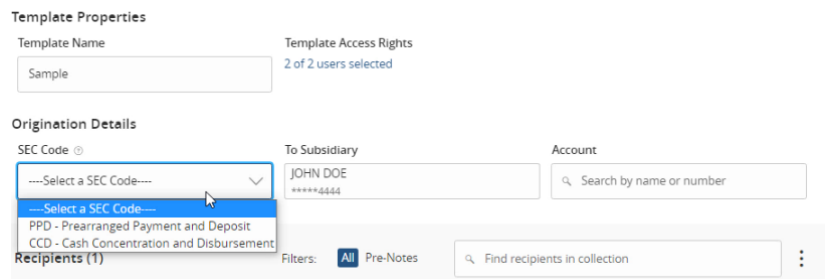 Template Properties
Template Name
Template Access Rights
Sample
2 of 2 users selected
Origination Details
SEC Code
To Subsidiary
Account
----Select a SEC Code----
JOHN DOE
*****4444
Search by name or number
----Select a SEC Code----
PPD - Prearranged Payment and Deposit
CCD - Cash Concentration and Disbursement
Recipients (1)
Filters:
All
Pre-Notes
Find recipients in collection